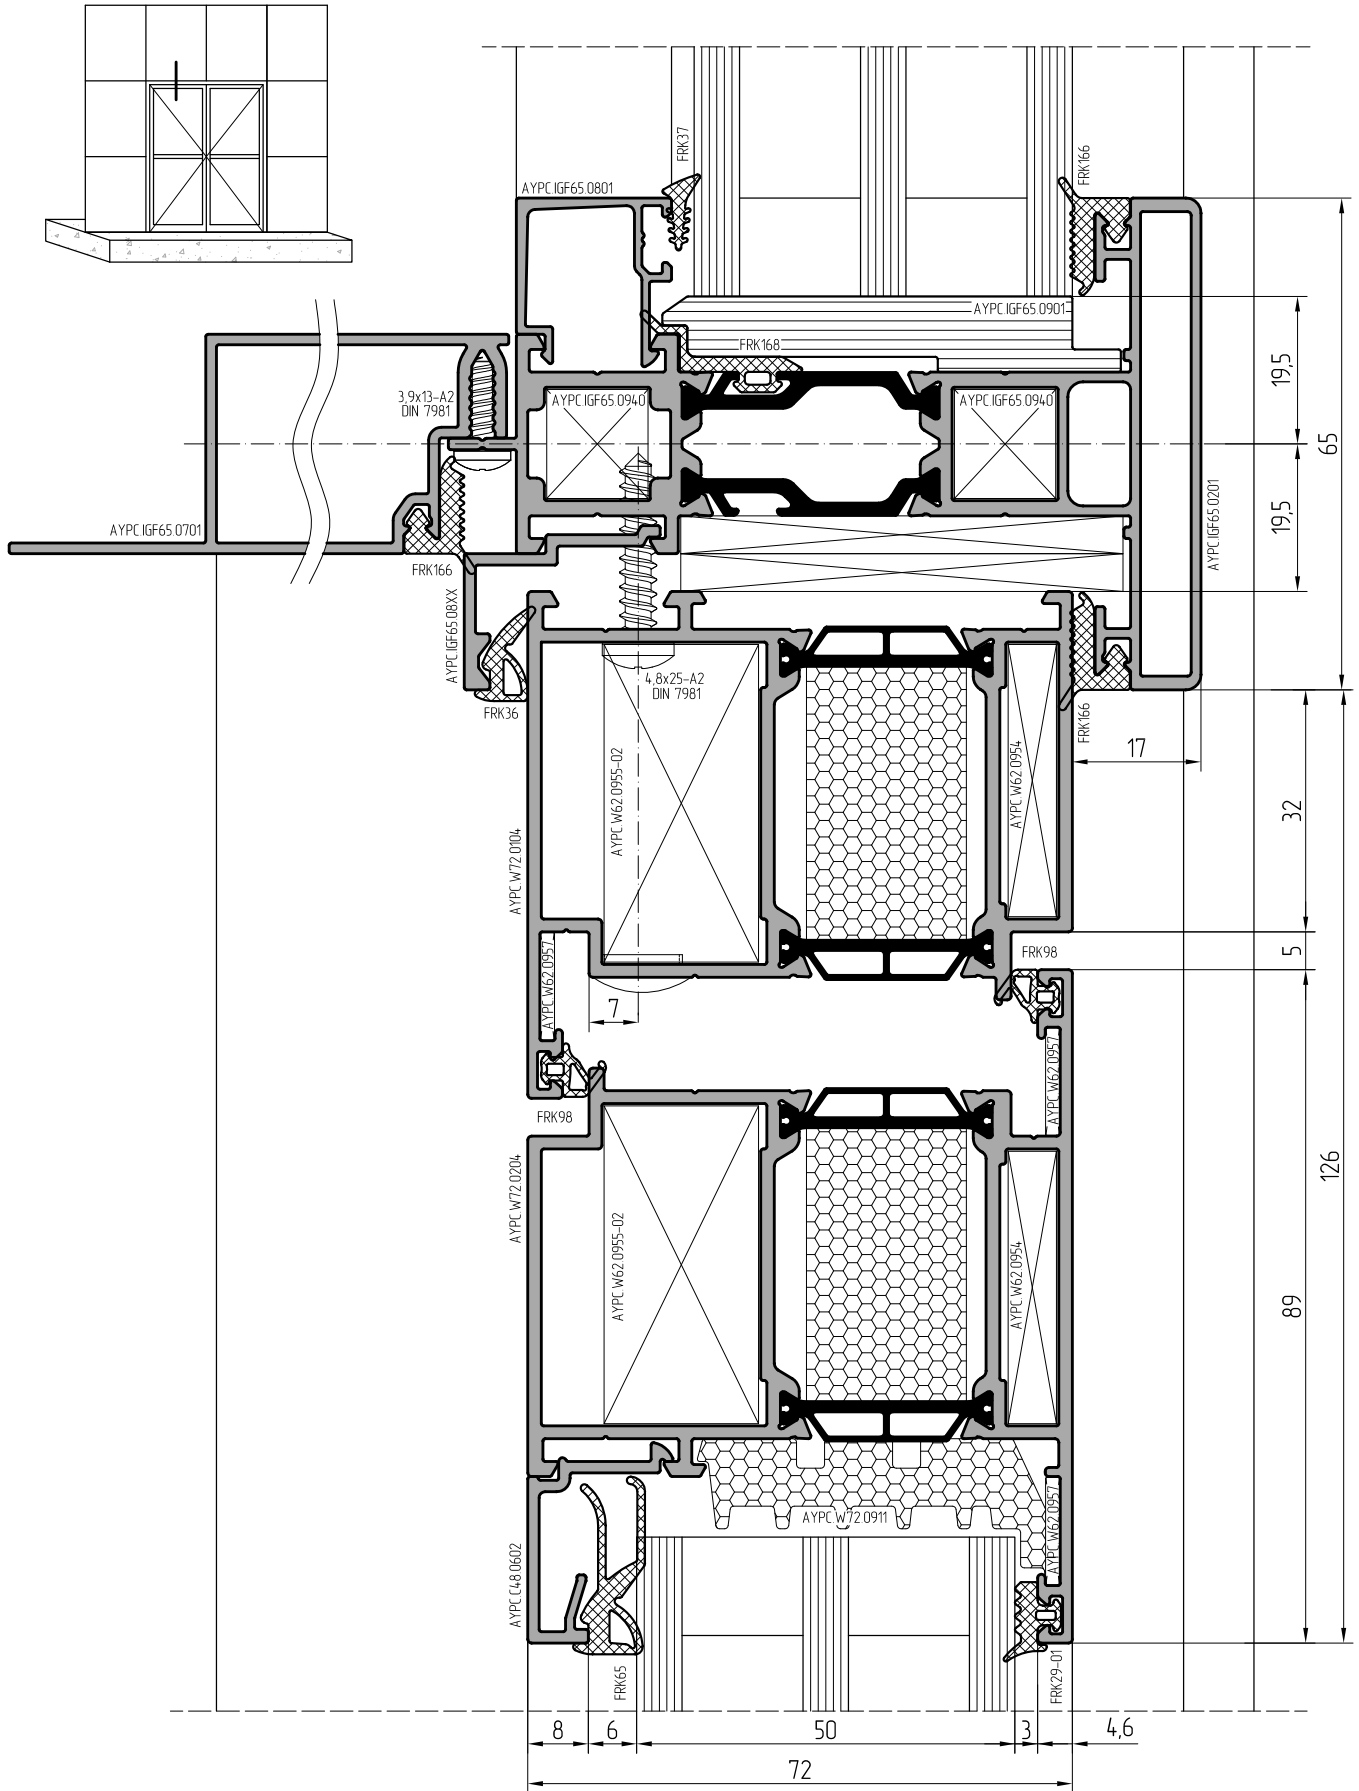 FRK37
FRK166
AYPC.IGF65.0801
AYPC.IGF65.0901
FRK168
3,9x13-A2
DIN 7981
AYPC.IGF65.0940
AYPC.IGF65.0940
19,5
65
AYPC.IGF65.0701
FRK166
19,5
AYPC.IGF65.0201
AYPC.IGF65.08XX
4,8x25-A2
DIN 7981
FRK36
FRK166
17
AYPC.W62.0955-02
AYPC.W62.0954
32
AYPC.W72.0104
AYPC.W62.0957
FRK98
5
7
AYPC.W62.0957
FRK98
AYPC.W72.0204
126
AYPC.W62.0955-02
AYPC.W62.0954
89
AYPC.W72.0911
AYPC.W62.0957
AYPC.C48.0602
FRK65
FRK29-01
8
6
50
3
4,6
72